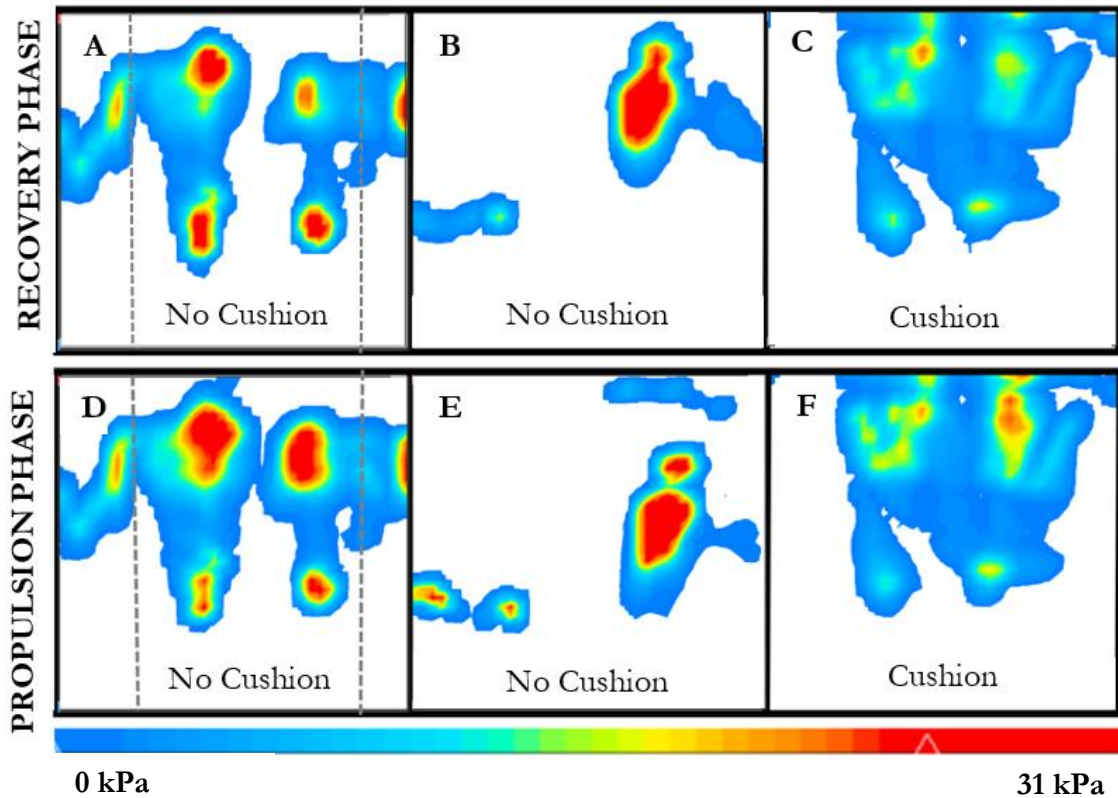 RECOVERY PHASE
A
B
C
No Cushion
No Cushion
Cushion
PROPULSION PHASE
D
E
F
No Cushion
No Cushion
Cushion
0 kPa
31 kPa